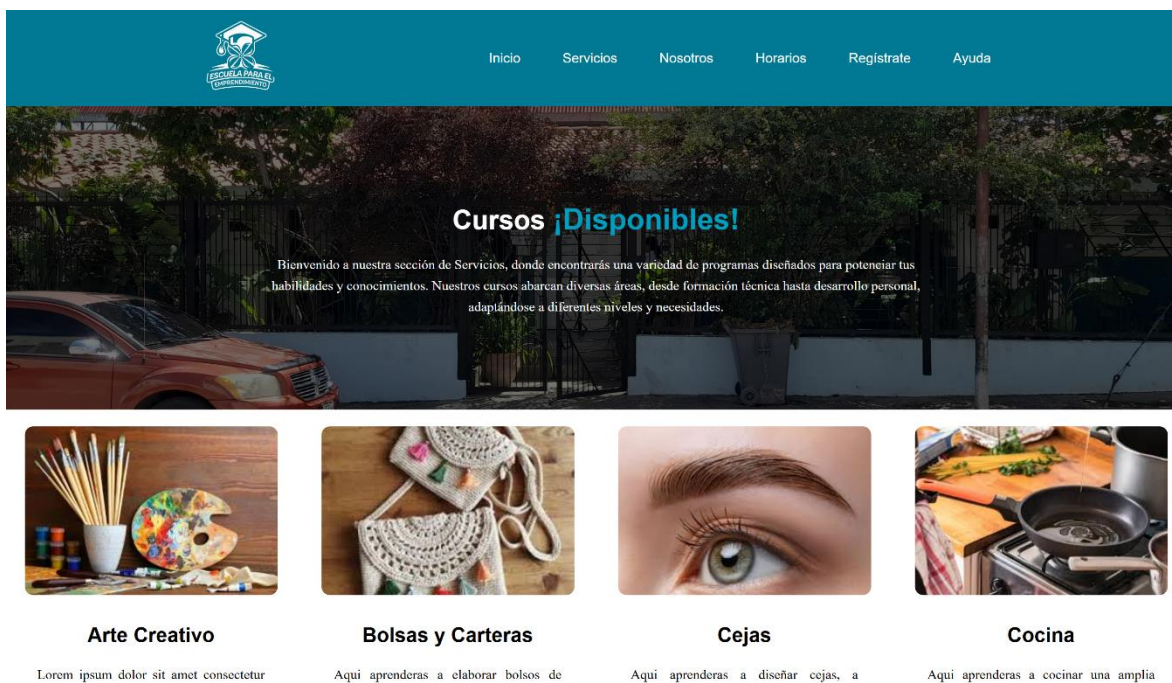 ESCUELA PARA EL
EMPRENDIMIENTO
Inicio Servicios Nosotros Horarios Regístrate Ayuda
Cursos ¡Disponibles!
Bienvenido a nuestra sección de Servicios, donde encontrarás una variedad de programas diseñados para potenciar tus
habilidades y conocimientos. Nuestros cursos abarcan diversas áreas, desde formación técnica hasta desarrollo personal,
adaptándose a diferentes niveles y necesidades.
Arte Creativo
Lorem ipsum dolor sit amet consectetur
Bolsas y Carteras
Aqui aprenderas a elaborar bolsos de
Cejas
Aqui aprenderas a diseñar cejas, a
Cocina
Aqui aprenderas a cocinar una amplia